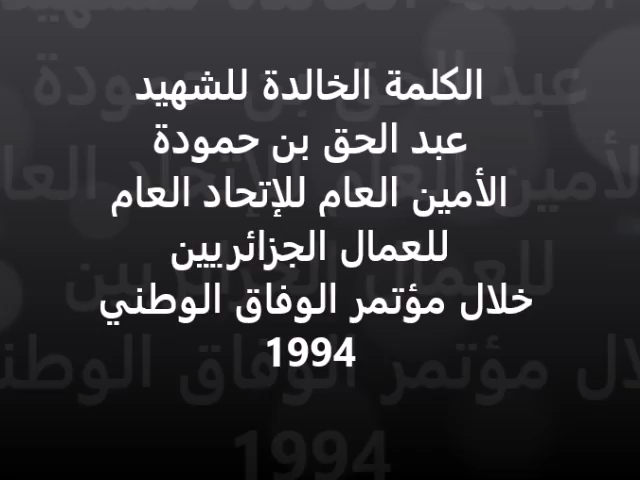 الكلمة الخالدة للشهيد
عبد الحق بن حمودة
الأمين العام للإتحاد العام
للعمال الجزائريين
خلال مؤتمر الوفاق الوطني
1994